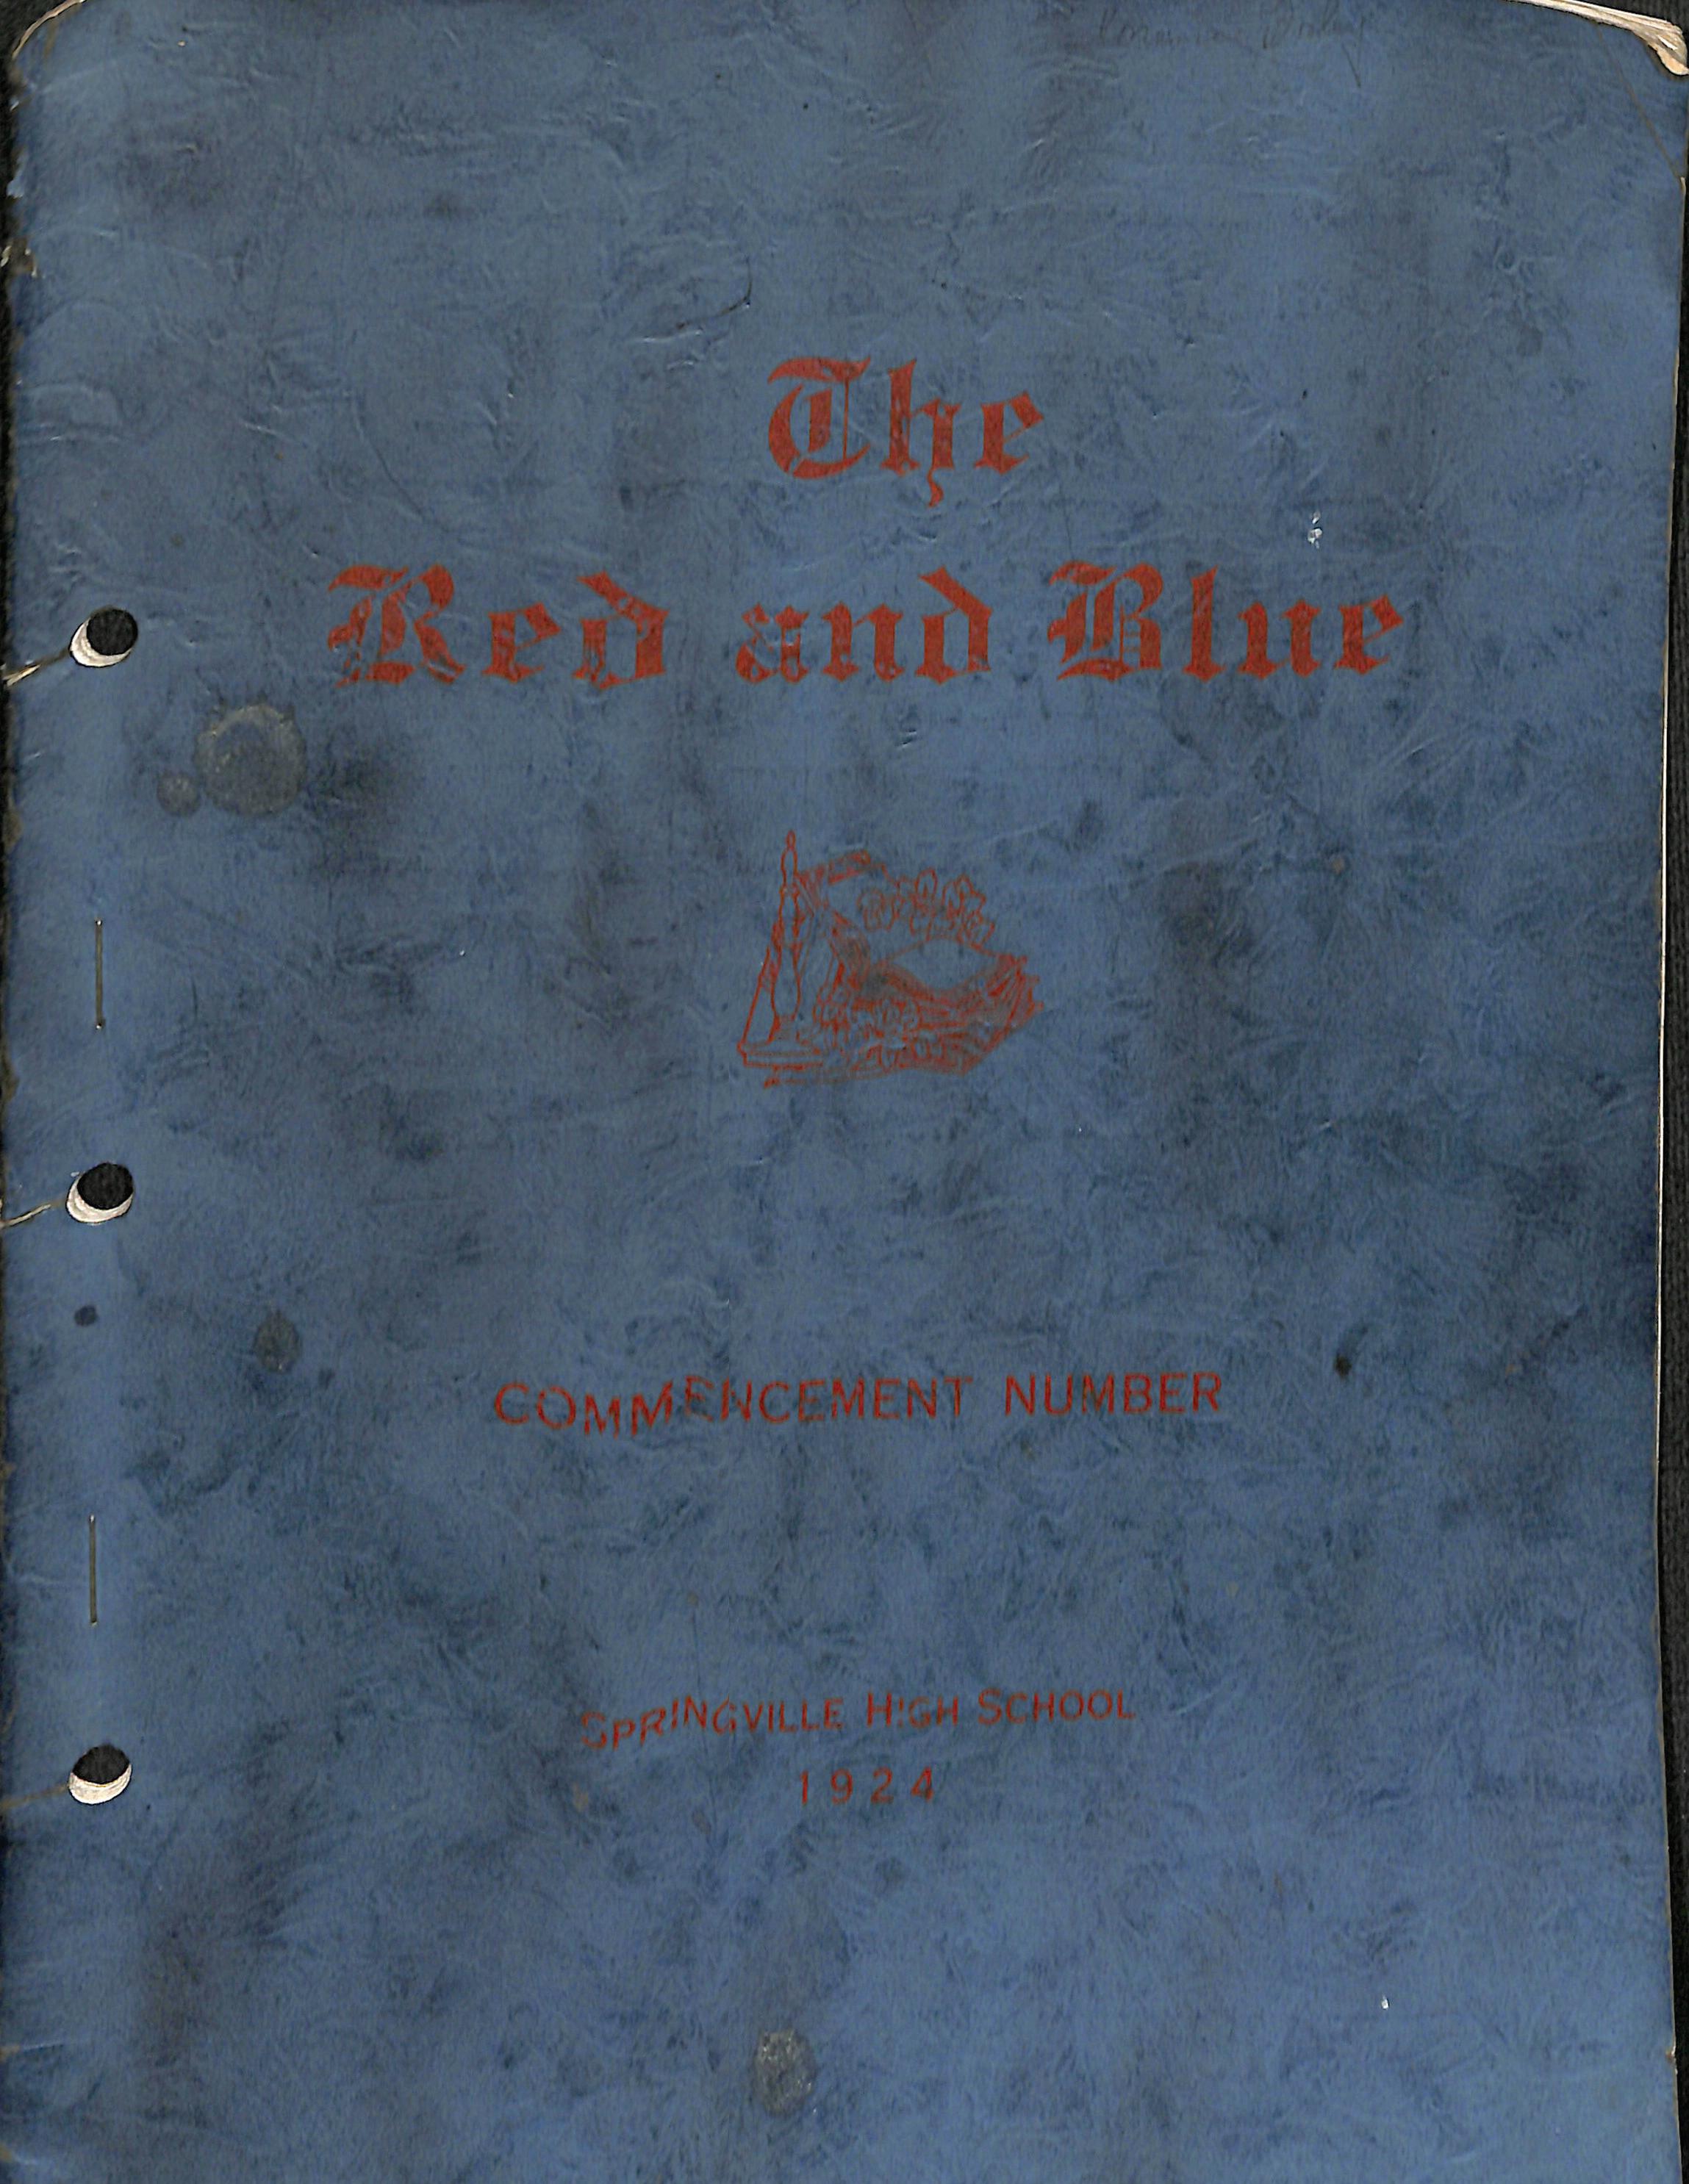 The
Red and Blue
COMMENCEMENT NUMBER
SPRINGVILLE HIGH SCHOOL
1924